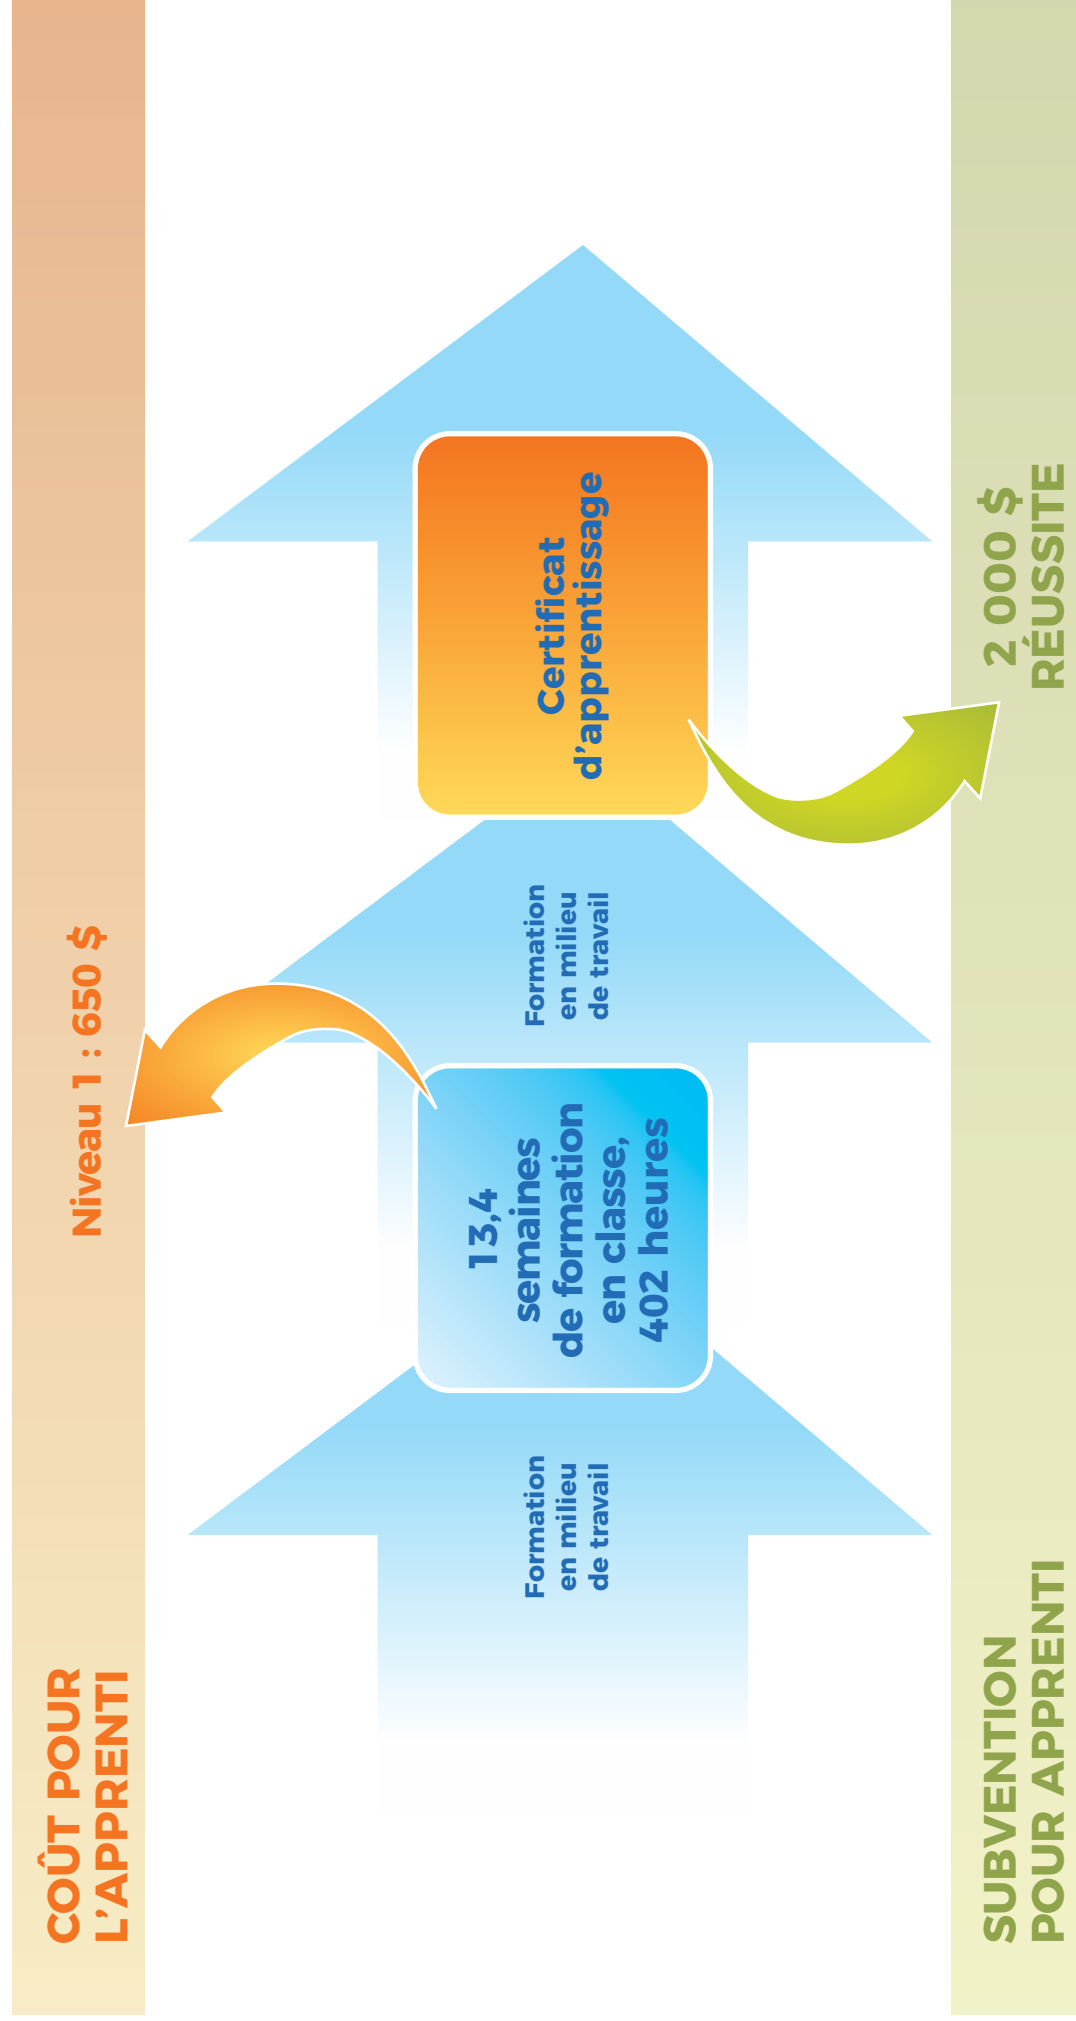 COÛT POUR
L’APPRENTI
Niveau 1 : 650 $
Formation
en milieu
de travail
13,4
semaines
de formation
en classe,
402 heures
Formation
en milieu
de travail
Certificat
d’apprentissage
SUBVENTION
POUR APPRENTI
2 000 $
RÉUSSITE